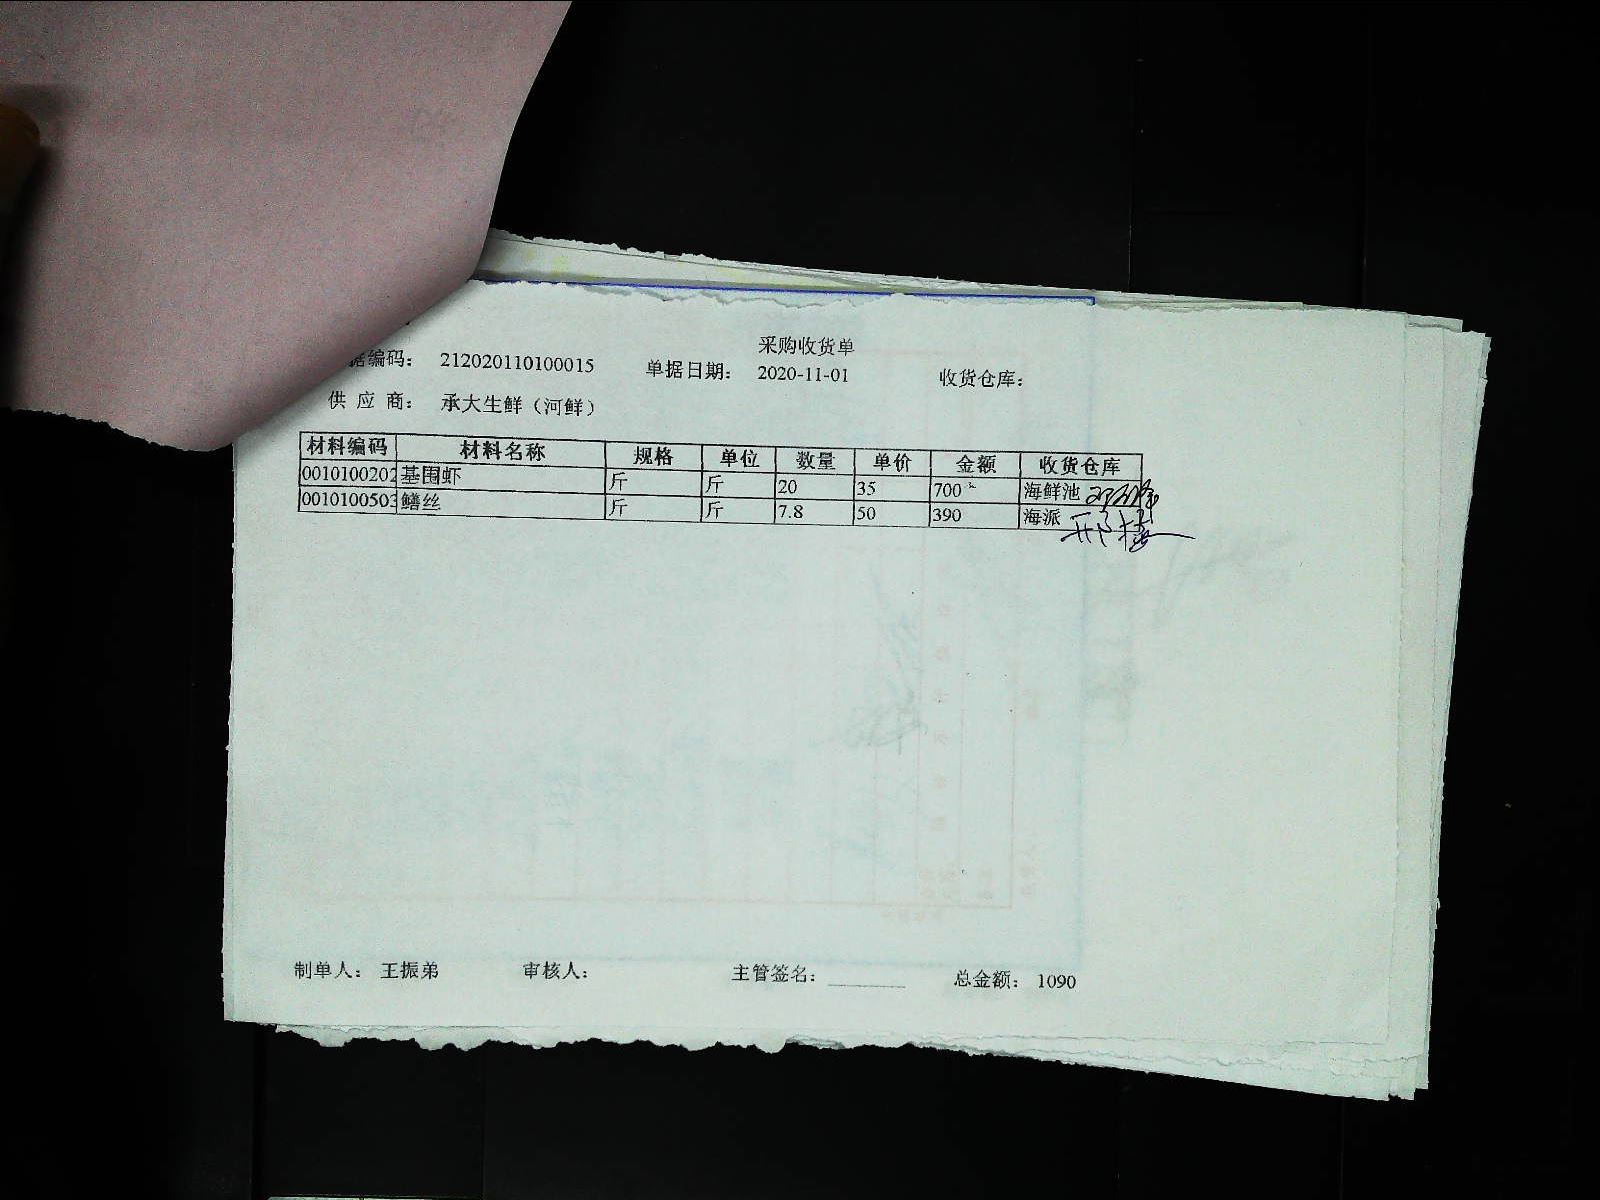 采购收货单
据编码： 212020110100015 单据日期： 2020-11-01 收货仓库：
供 应 商： 承大生鲜（河鲜）
材料编码 材料名称 规格 单位 数量 单价 金额 收货仓库
0010100202 基围虾 斤 斤 20 35 700 海鲜池
0010100503 鳝丝 斤 斤 7.8 50 390 海派
制单人： 王振弟 审核人： 主管签名： 总金额： 1090